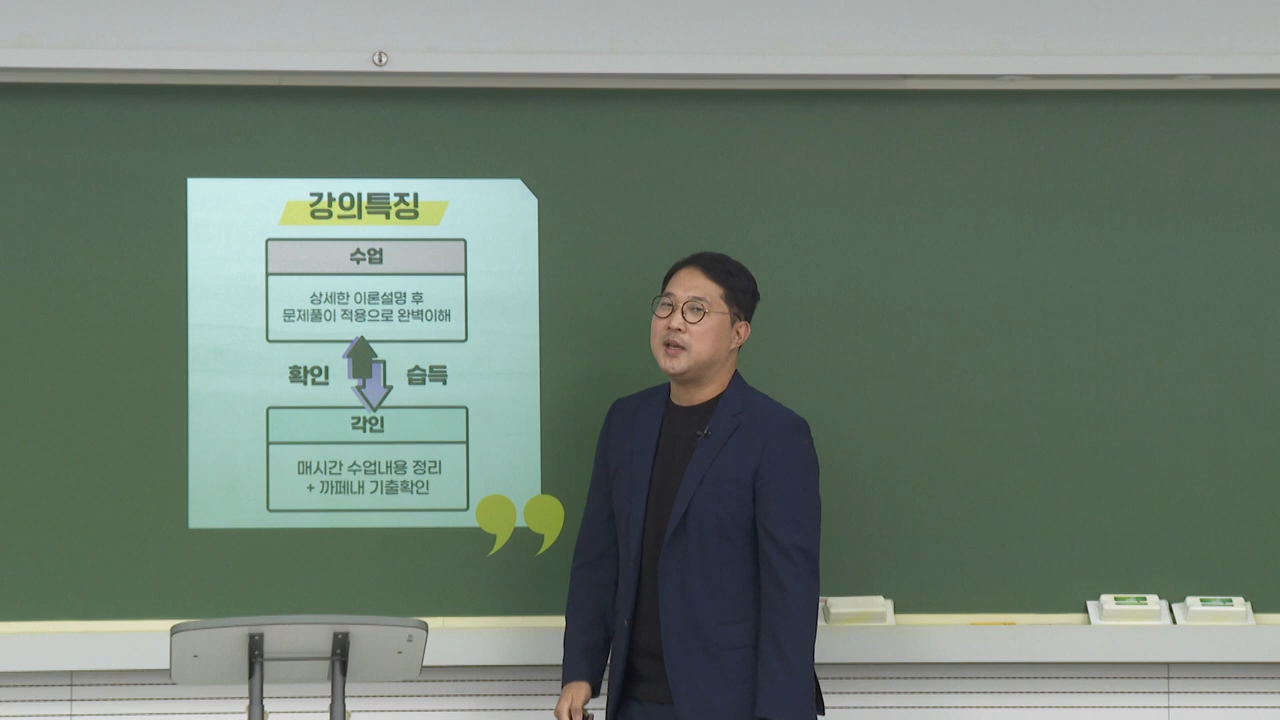 강의특징
수업
상세한 이론설명 후
문제풀이 적용으로 완벽이해
확인 습득
각인
매시간 수업내용 정리
+ 까페내 기출확인